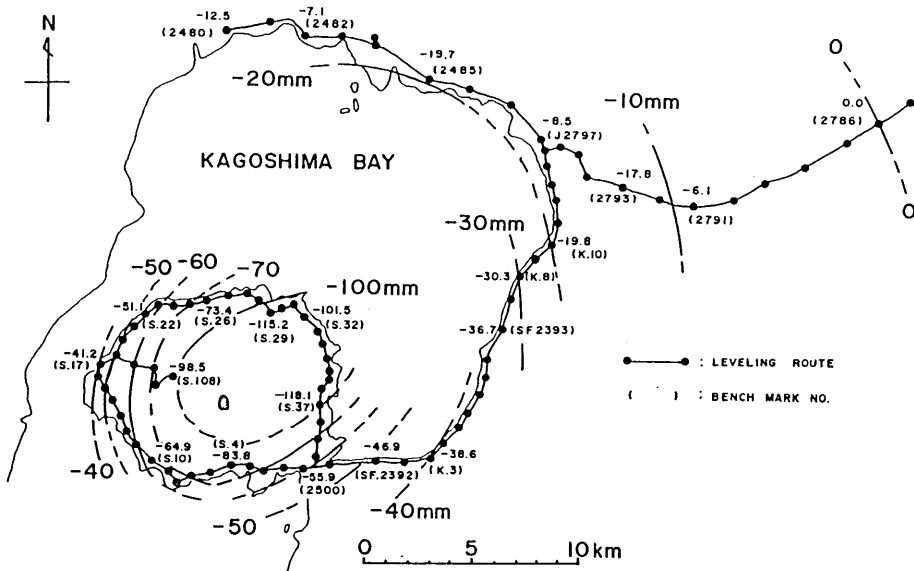 N
-12.5
(2480)
-7.1
(2482)
-19.7
(2485)
-20mm
-8.5
(J2797)
-10mm
0
0.0
(2786)
0
-17.8
(2793)
-6.1
(2791)
KAGOSHIMA BAY
-30mm
-19.8
(K.10)
-30.3
(K.8)
-36.7
(SF2393)
-50
-60
-70
-100mm
-51.1
(S.22)
-73.4
(S.26)
-115.2
(S.29)
-101.5
(S.32)
-41.2
(S.17)
-98.5
(S.108)
-118.1
(S.37)
(S.4)
-83.8
-64.9
(S.10)
-40
-50
-55.9
(2500)
-46.9
(SF.2392)
-38.6
(K.3)
-40mm
: LEVELING ROUTE
( ) : BENCH MARK NO.
0 5 10 km